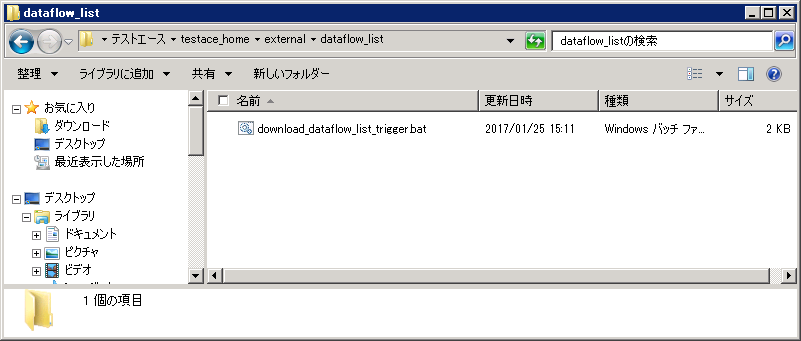 dataflow_list
テストエース testace_home external dataflow_list
dataflow_listの検索
整理 ライブラリに追加 共有 新しいフォルダー
お気に入り
ダウンロード
デスクトップ
最近表示した場所
デスクトップ
ライブラリ
ドキュメント
ピクチャ
ビデオ
名前 更新日時 種類 サイズ
download_dataflow_list_trigger.bat 2017/01/25 15:11 Windows バッチ ファ... 2 KB
1 個の項目